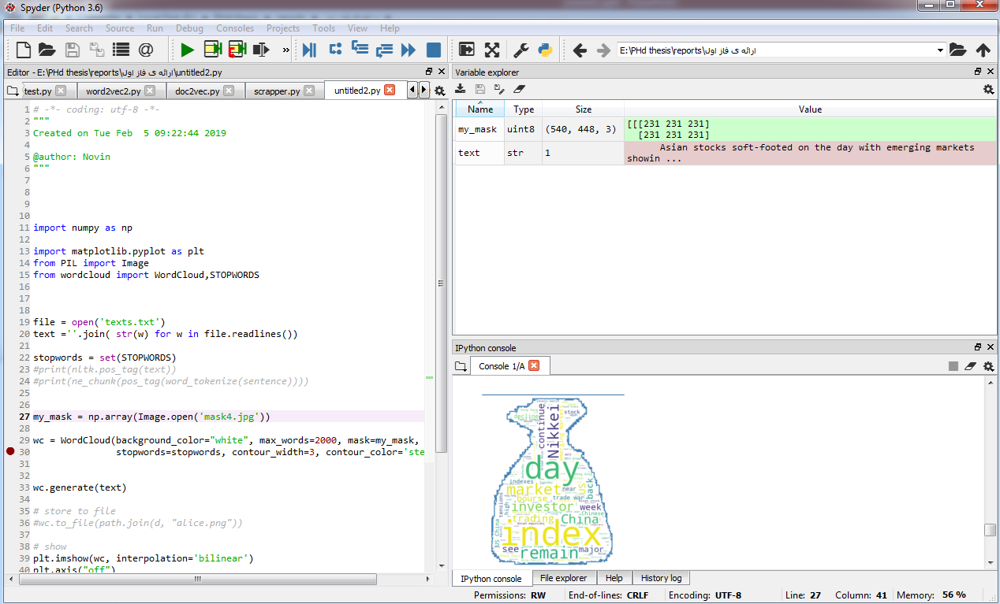 Spyder (Python 3.6)
File Edit Search Source Run Debug Consoles Projects Tools View Help
E:\PHd thesis\reports\ارائه ی فاز اول
Editor - E:\PHd thesis\reports\ارائه ی فاز اول\untitled2.py
test.py word2vec2.py doc2vec.py scrapper.py untitled2.py
1 # -*- coding: utf-8 -*-
2 """
3 Created on Tue Feb  5 09:22:44 2019
4
5 @author: Novin
6 """
7
8
9
10
11 import numpy as np
12
13 import matplotlib.pyplot as plt
14 from PIL import Image
15 from wordcloud import WordCloud,STOPWORDS
16
17
18
19 file = open('texts.txt')
20 text =''.join( str(w) for w in file.readlines())
21
22 stopwords = set(STOPWORDS)
23 #print(nltk.pos_tag(text))
24 #print(ne_chunk(pos_tag(word_tokenize(sentence))))
25
26
27 my_mask = np.array(Image.open('mask4.jpg'))
28
29 wc = WordCloud(background_color="white", max_words=2000, mask=my_mask,
30 stopwords=stopwords, contour_width=3, contour_color='ste
31
32
33 wc.generate(text)
34
35 # store to file
36 #wc.to_file(path.join(d, "alice.png"))
37
38 # show
39 plt.imshow(wc, interpolation='bilinear')
40 plt.axis("off")
Variable explorer
Name Type Size Value
my_mask uint8 (540, 448, 3) [[[231 231 231]
[231 231 231]
text str 1 Asian stocks soft-footed on the day with emerging markets
showin ...
IPython console
Console 1/A
decline
continue
Nikkei
stock
day
indexes
market
near
US
back
bourse
trade war
tensions
high
investor
week
Chinese
trading
China
US China
index
see
remain
major
IPython console File explorer Help History log
Permissions: RW End-of-lines: CRLF Encoding: UTF-8 Line: 27 Column: 41 Memory: 56 %